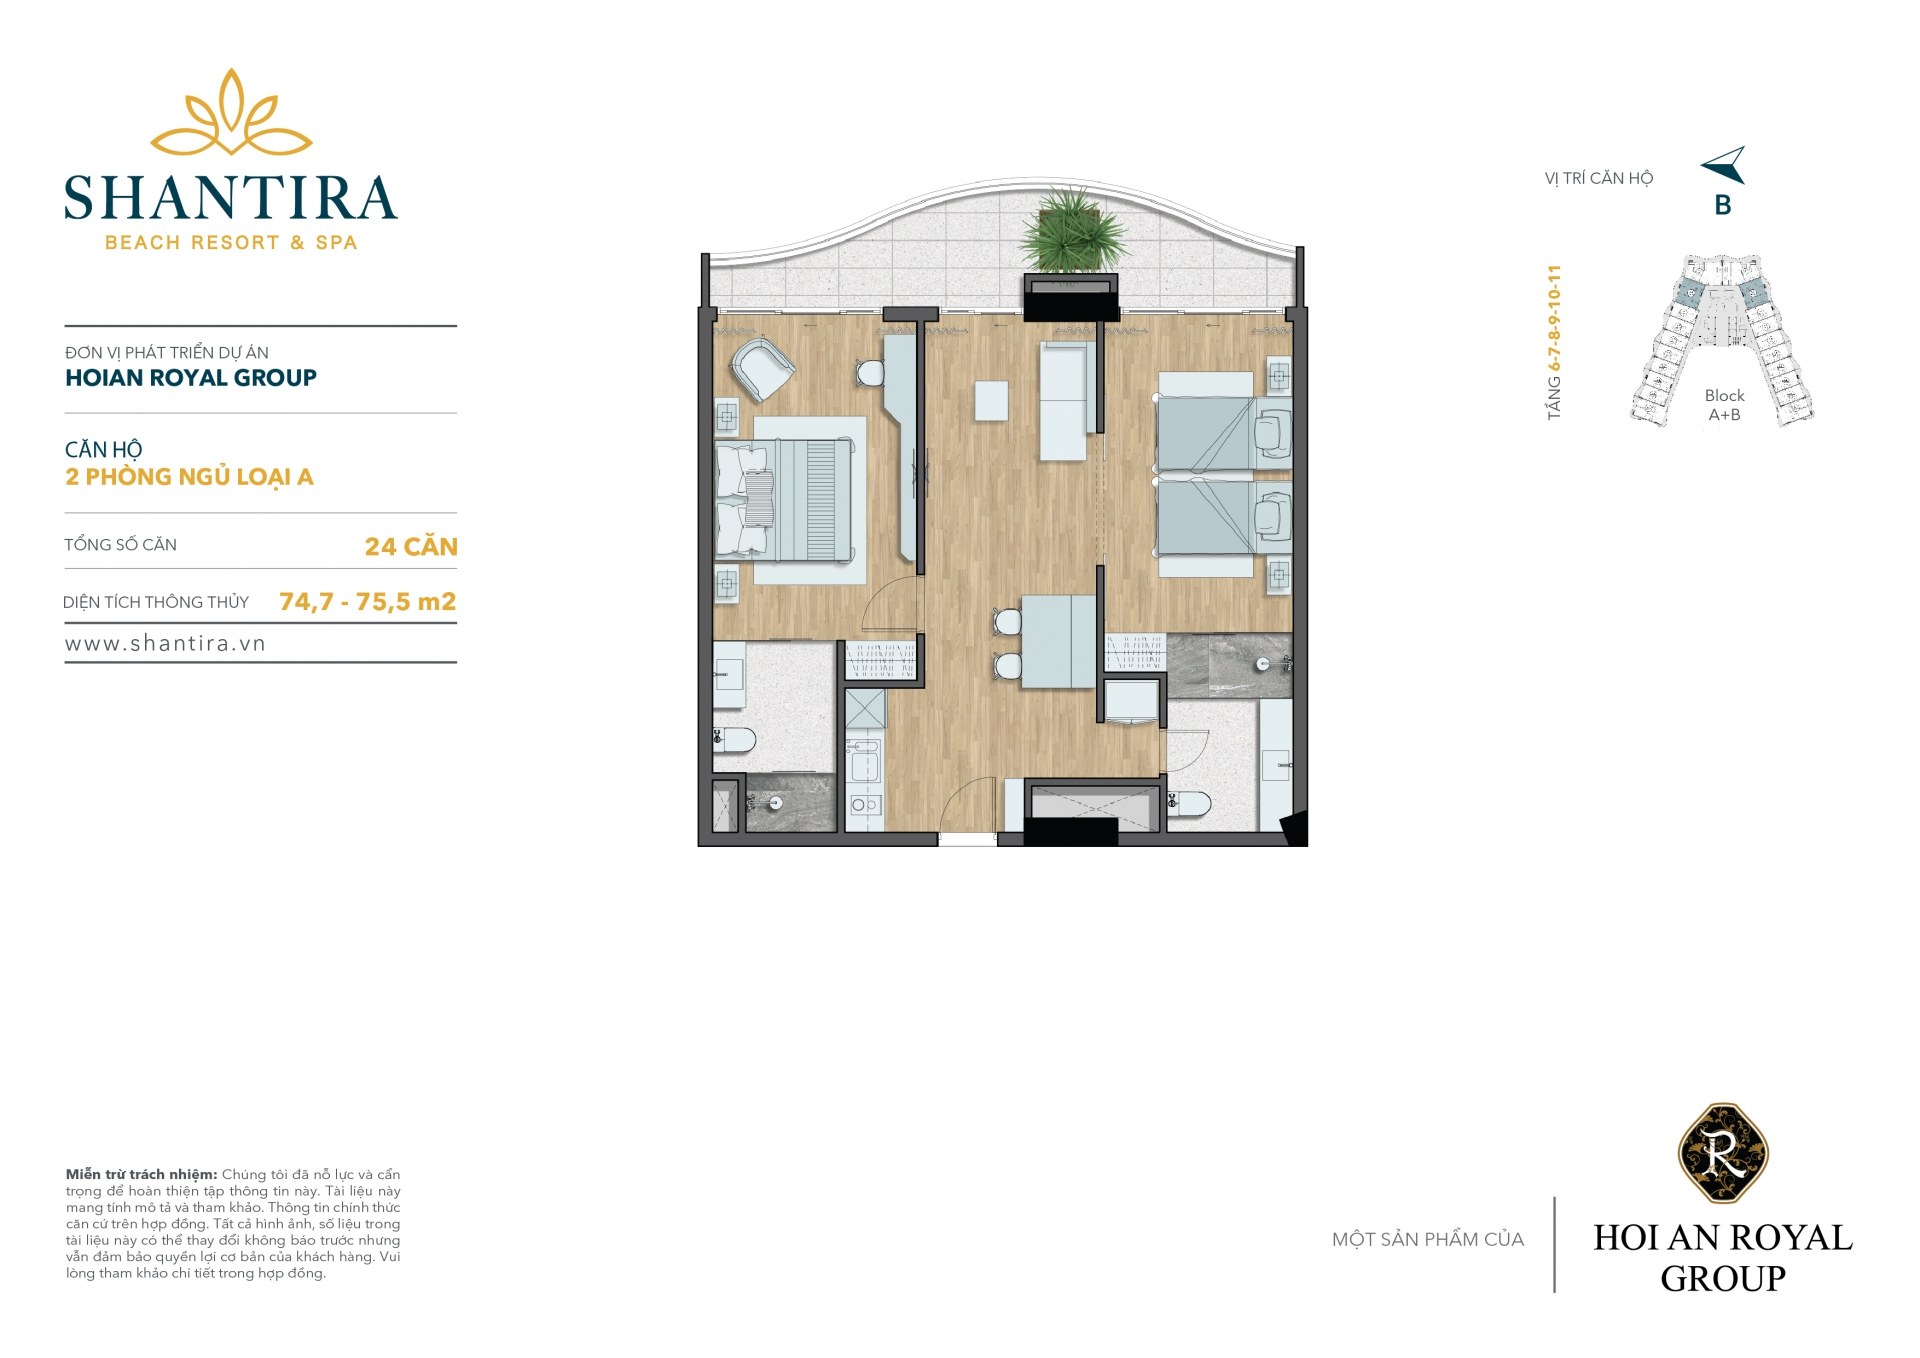 SHANTIRA
BEACH RESORT & SPA
ĐƠN VỊ PHÁT TRIỂN DỰ ÁN
HOIAN ROYAL GROUP
CĂN HỘ
2 PHÒNG NGỦ LOẠI A
TỔNG SỐ CĂN 24 CĂN
DIỆN TÍCH THÔNG THỦY 74,7 - 75,5 m2
www.shantira.vn
VỊ TRÍ CĂN HỘ
B
TẦNG 6-7-8-9-10-11
Block
A+B
Miễn trừ trách nhiệm: Chúng tôi đã nỗ lực và cẩn
trọng để hoàn thiện tập thông tin này. Tài liệu này
mang tính mô tả và tham khảo. Thông tin chính thức
căn cứ trên hợp đồng. Tất cả hình ảnh, số liệu trong
tài liệu này có thể thay đổi không báo trước nhưng
vẫn đảm bảo quyền lợi cơ bản của khách hàng. Vui
lòng tham khảo chi tiết trong hợp đồng.
MỘT SẢN PHẨM CỦA
R
HOI AN ROYAL
GROUP